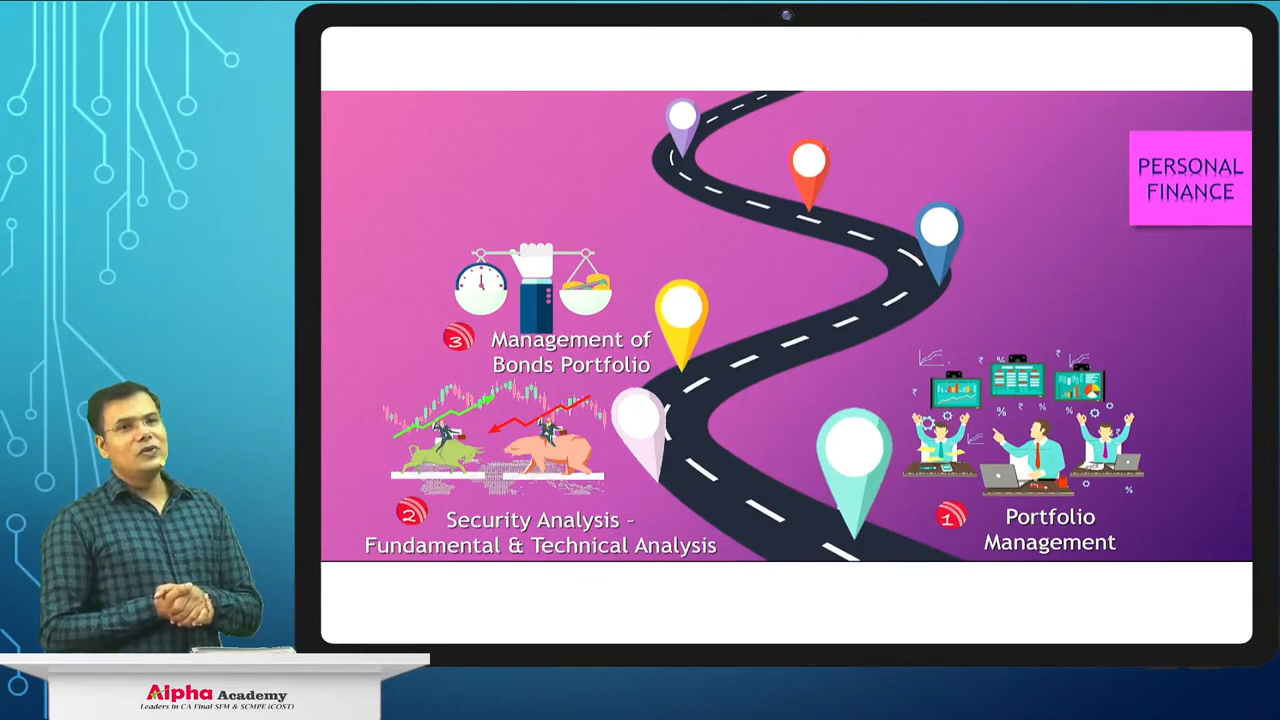 PERSONAL
FINANCE
3
Management of
Bonds Portfolio
2
Security Analysis –
Fundamental & Technical Analysis
1
Portfolio
Management
Alpha Academy
Leaders in CA Final SFM & SCMPE (COST)